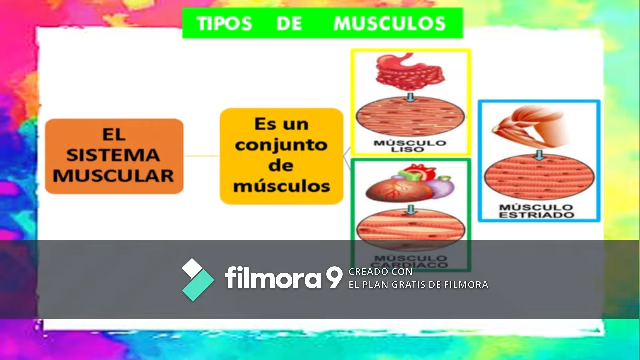 TIPOS DE MUSCULOS
EL
SISTEMA
MUSCULAR
Es un
conjunto
de
músculos
MÚSCULO
LISO
MÚSCULO
ESTRIADO
MÚSCULO
CARDÍACO
filmora9
CREADO CON
EL PLAN GRATIS DE FILMORA